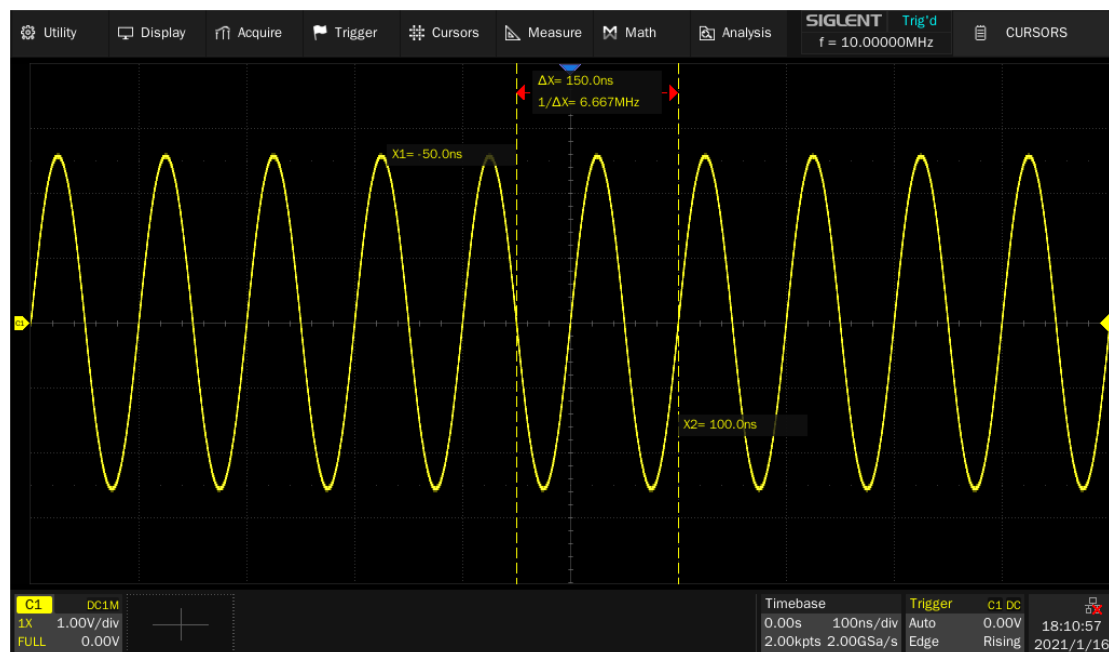 Utility Display Acquire Trigger Cursors Measure Math Analysis SIGLENT Trig'd CURSORS
f = 10.00000MHz
ΔX= 150.0ns
1/ΔX= 6.667MHz
X1= -50.0ns
C1
X2= 100.0ns
C1 DC1M
1X 1.00V/div
FULL 0.00V
Timebase
0.00s 100ns/div
2.00kpts 2.00GSa/s
Trigger C1 DC
Auto 0.00V
Edge Rising
18:10:57
2021/1/16